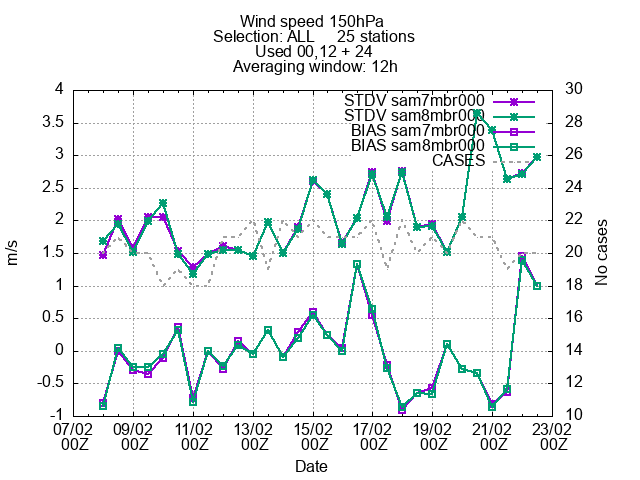 Wind speed 150hPa
Selection: ALL 25 stations
Used 00,12 + 24
Averaging window: 12h
STDV sam7mbr000
STDV sam8mbr000
BIAS sam7mbr000
BIAS sam8mbr000
CASES
4
3.5
3
2.5
2
1.5
1
0.5
0
-0.5
-1
m/s
30
28
26
24
22
20
18
16
14
12
10
No cases
07/02 09/02 11/02 13/02 15/02 17/02 19/02 21/02 23/02
00Z 00Z 00Z 00Z 00Z 00Z 00Z 00Z 00Z
Date